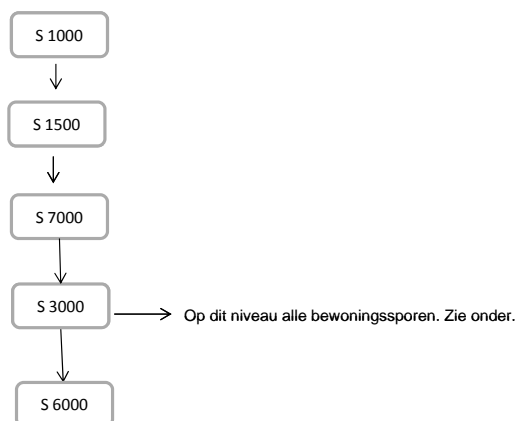 S 1000
S 1500
S 7000
S 3000
Op dit niveau alle bewoningssporen. Zie onder.
S 6000